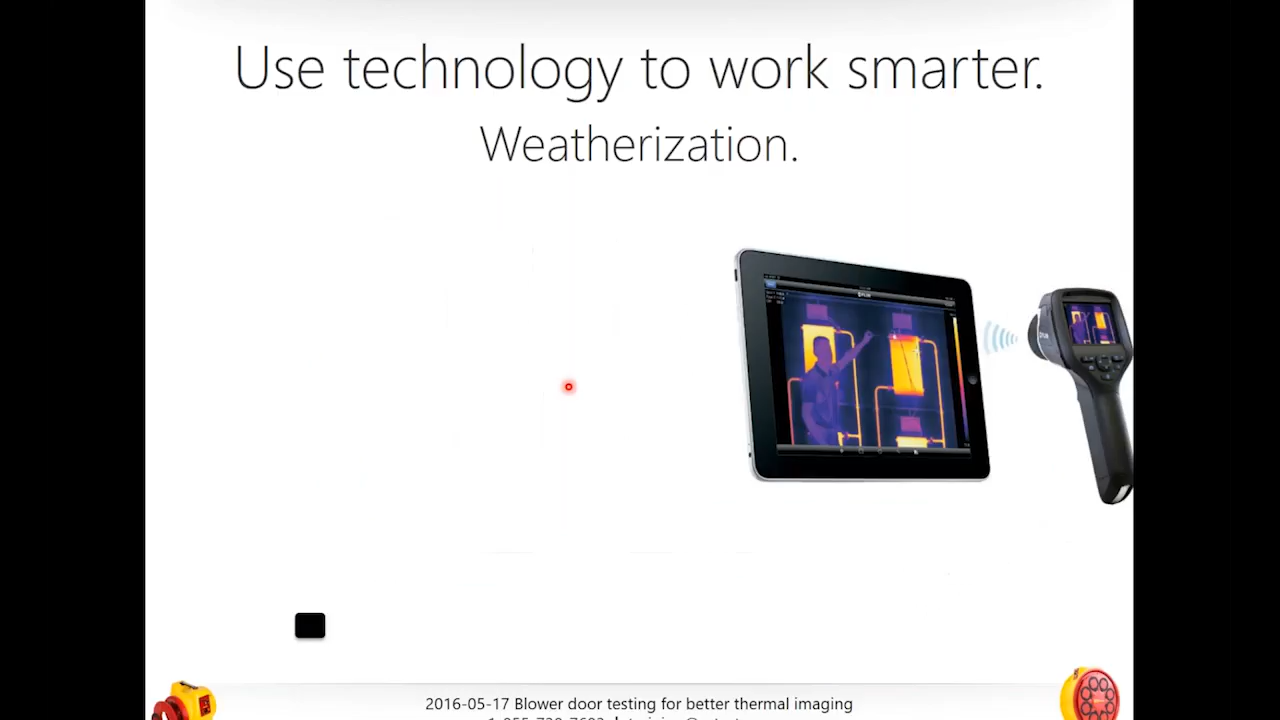 Use technology to work smarter.
Weatherization.
2016-05-17 Blower door testing for better thermal imaging